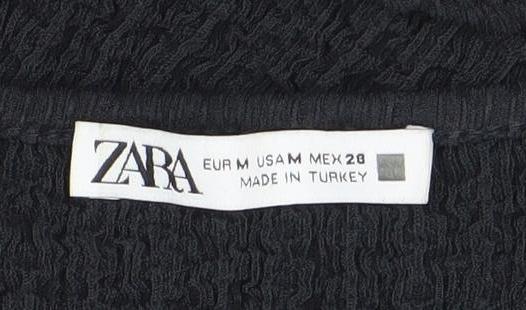 ZARA EUR M USA M MEX 28
MADE IN TURKEY